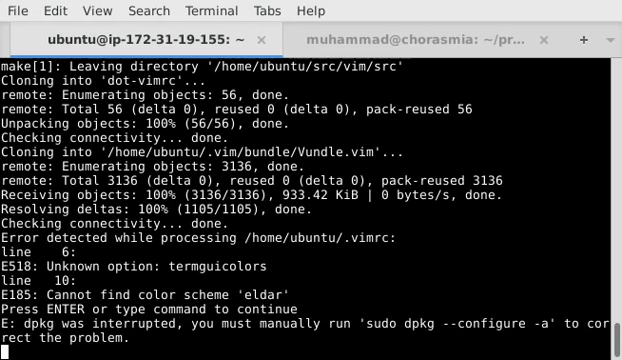 File Edit View Search Terminal Tabs Help
ubuntu@ip-172-31-19-155: ~ × muhammad@chorasmia: ~/pr... × +
make[1]: Leaving directory '/home/ubuntu/src/vim/src'
Cloning into 'dot-vimrc'...
remote: Enumerating objects: 56, done.
remote: Total 56 (delta 0), reused 0 (delta 0), pack-reused 56
Unpacking objects: 100% (56/56), done.
Checking connectivity... done.
Cloning into '/home/ubuntu/.vim/bundle/Vundle.vim'...
remote: Enumerating objects: 3136, done.
remote: Total 3136 (delta 0), reused 0 (delta 0), pack-reused 3136
Receiving objects: 100% (3136/3136), 933.42 KiB | 0 bytes/s, done.
Resolving deltas: 100% (1105/1105), done.
Checking connectivity... done.
Error detected while processing /home/ubuntu/.vimrc:
line    6:
E518: Unknown option: termguicolors
line   10:
E185: Cannot find color scheme 'eldar'
Press ENTER or type command to continue
E: dpkg was interrupted, you must manually run 'sudo dpkg --configure -a' to cor
rect the problem.